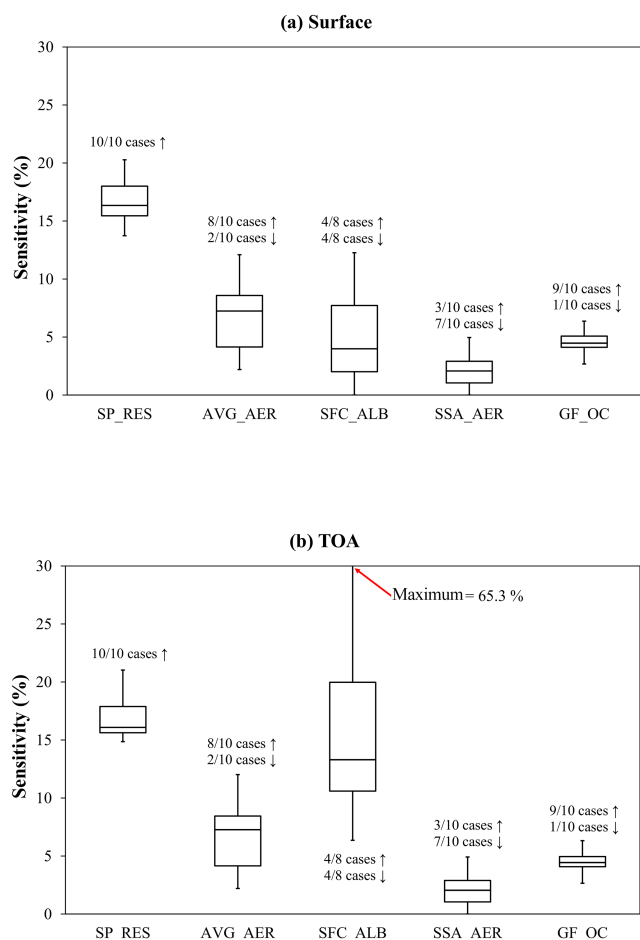 (a) Surface
30
25
20
15
10
5
0
Sensitivity (%)
10/10 cases ↑
8/10 cases ↑
2/10 cases ↓
4/8 cases ↑
4/8 cases ↓
3/10 cases ↑
7/10 cases ↓
9/10 cases ↑
1/10 cases ↓
SP_RES AVG_AER SFC_ALB SSA_AER GF_OC
(b) TOA
30
25
20
15
10
5
0
Sensitivity (%)
Maximum = 65.3 %
10/10 cases ↑
8/10 cases ↑
2/10 cases ↓
4/8 cases ↑
4/8 cases ↓
3/10 cases ↑
7/10 cases ↓
9/10 cases ↑
1/10 cases ↓
SP_RES AVG_AER SFC_ALB SSA_AER GF_OC